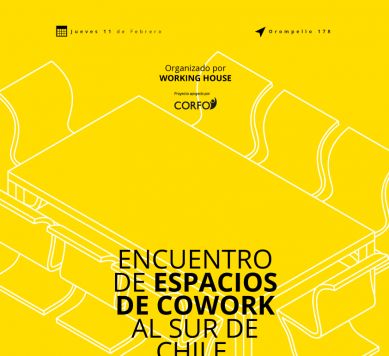 Jueves 11 de Febrero
Orompello 178
Organizado por
WORKING HOUSE
Proyecto apoyado por
CORFO
ENCUENTRO
DE ESPACIOS
DE COWORK
AL SUR DE
CHILE